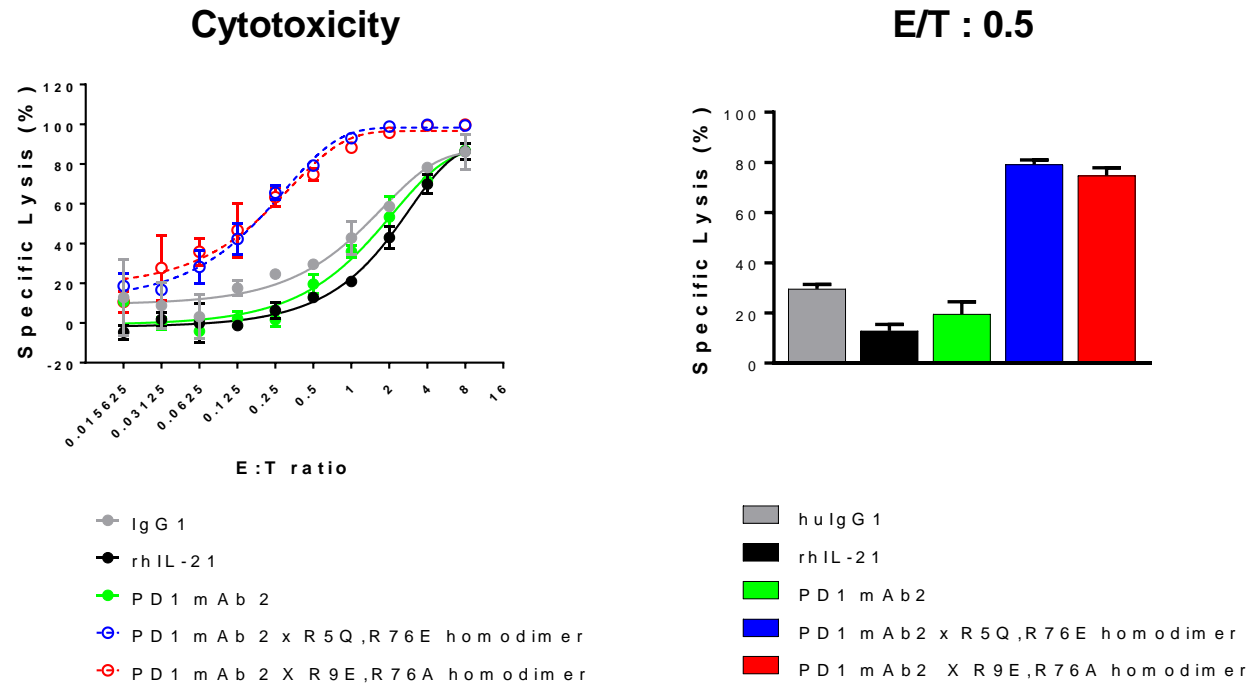 Cytotoxicity
Specific Lysis (%)
120
100
80
60
40
20
0
-20
0.015625
0.03125
0.0625
0.125
0.25
0.5
1
2
4
8
16
E:T ratio
IgG1
rhIL-21
PD1 mAb 2
PD1 mAb 2 x R5Q,R76E homodimer
PD1 mAb 2 X R9E,R76A homodimer
E/T : 0.5
Specific Lysis (%)
100
80
60
40
20
0
huIgG1
rhIL-21
PD1 mAb2
PD1 mAb2 x R5Q,R76E homodimer
PD1 mAb2 X R9E,R76A homodimer